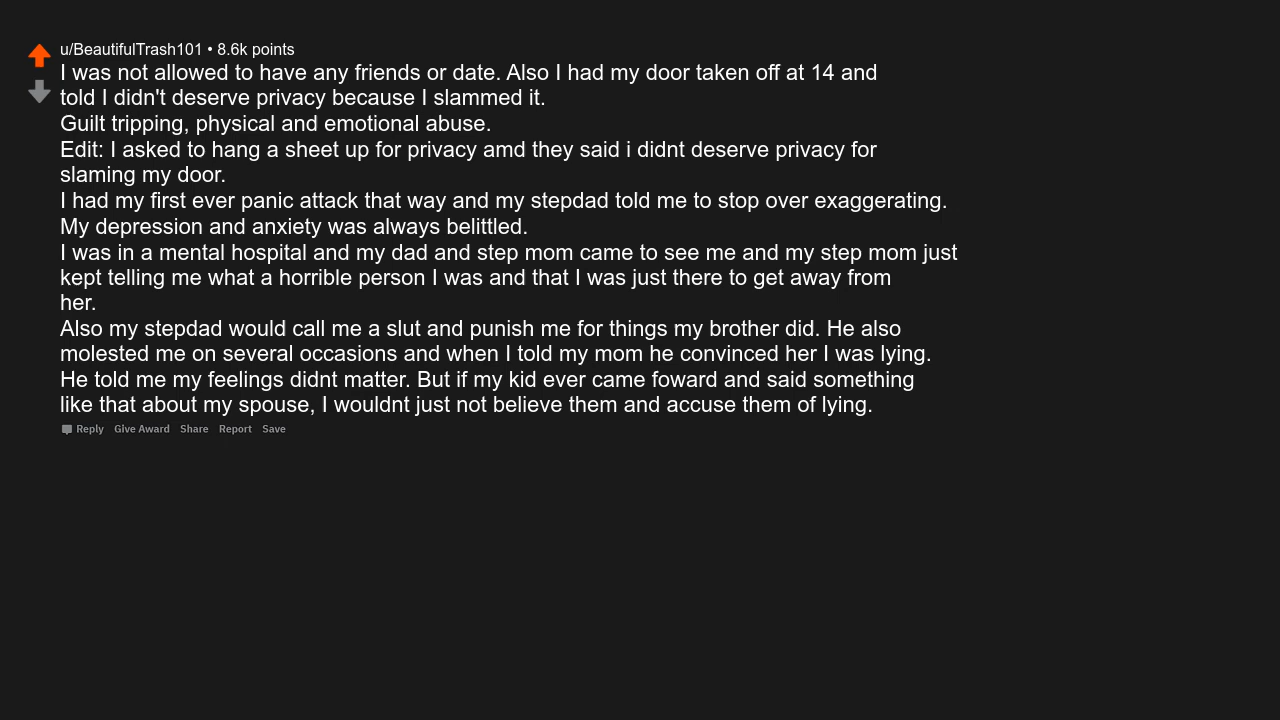 u/BeautifulTrash101 • 8.6k points
I was not allowed to have any friends or date. Also I had my door taken off at 14 and
told I didn't deserve privacy because I slammed it.
Guilt tripping, physical and emotional abuse.
Edit: I asked to hang a sheet up for privacy amd they said i didnt deserve privacy for
slaming my door.
I had my first ever panic attack that way and my stepdad told me to stop over exaggerating.
My depression and anxiety was always belittled.
I was in a mental hospital and my dad and step mom came to see me and my step mom just
kept telling me what a horrible person I was and that I was just there to get away from
her.
Also my stepdad would call me a slut and punish me for things my brother did. He also
molested me on several occasions and when I told my mom he convinced her I was lying.
He told me my feelings didnt matter. But if my kid ever came foward and said something
like that about my spouse, I wouldnt just not believe them and accuse them of lying.
Reply Give Award Share Report Save